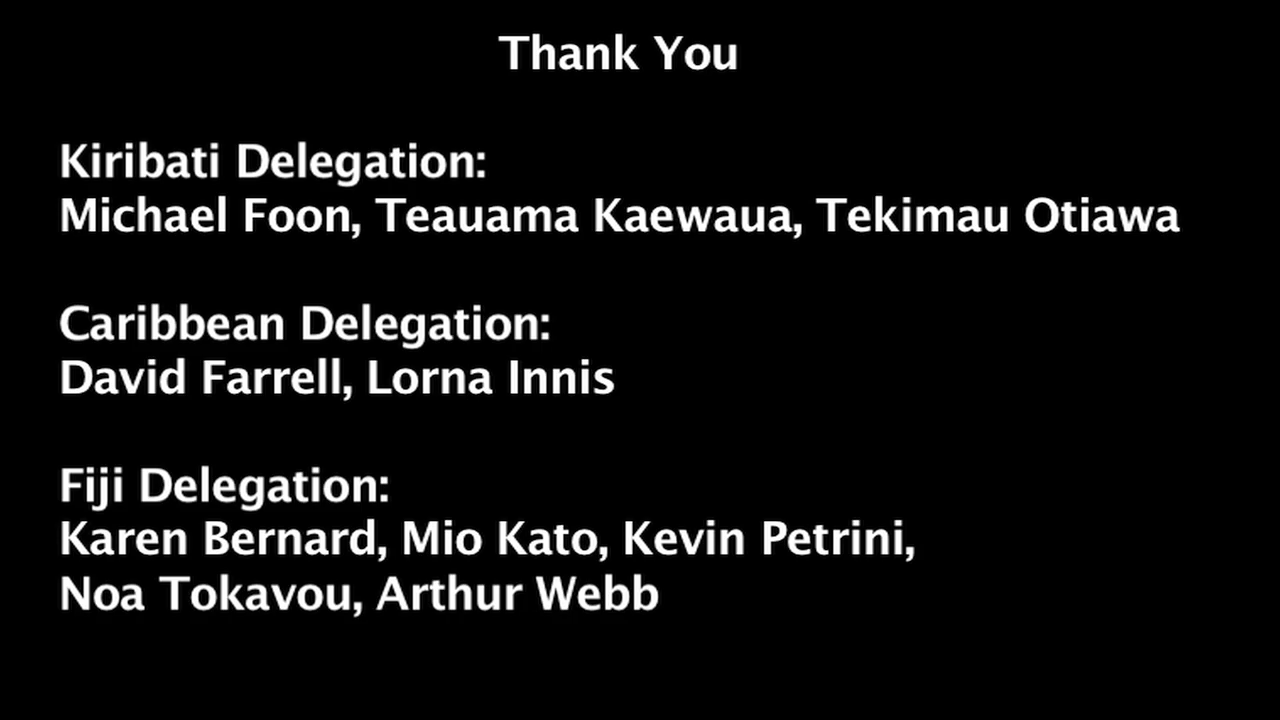 Thank You
Kiribati Delegation:
Michael Foon, Teauama Kaewaua, Tekimau Otiawa
Caribbean Delegation:
David Farrell, Lorna Innis
Fiji Delegation:
Karen Bernard, Mio Kato, Kevin Petrini,
Noa Tokavou, Arthur Webb